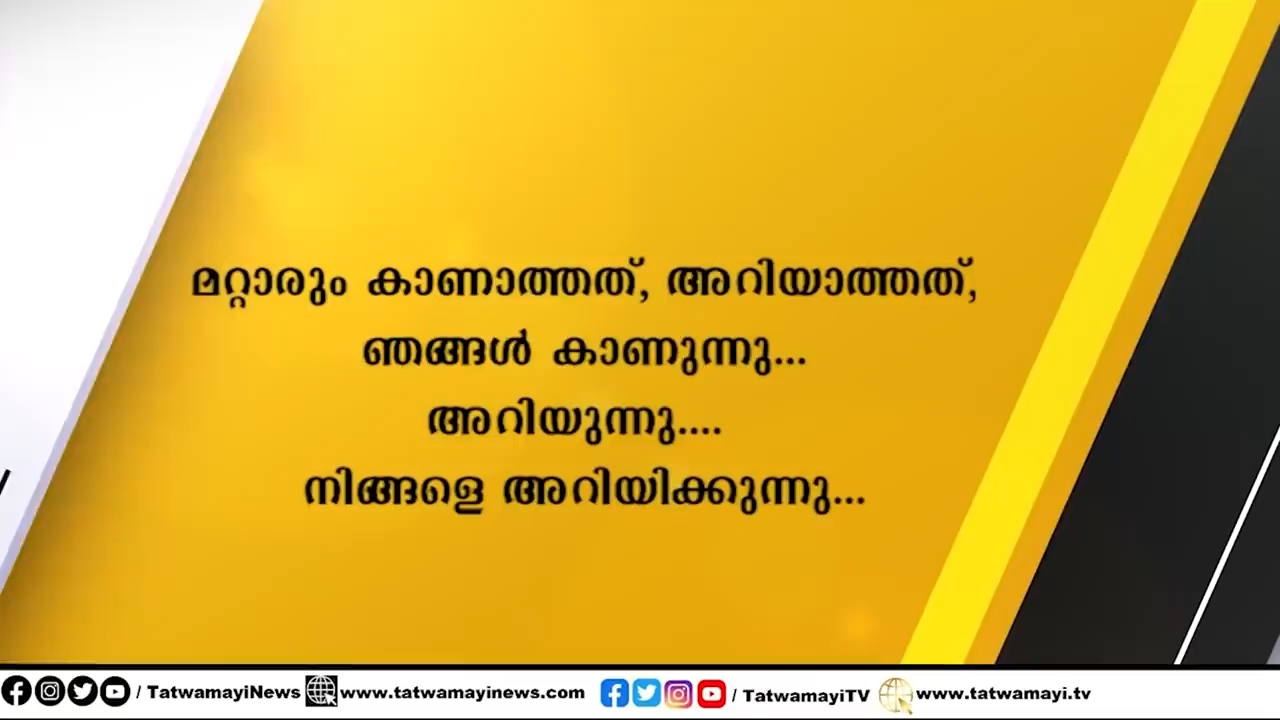 മറ്റാരും കാണാത്തത്, അറിയാത്തത്,
ഞങ്ങൾ കാണുന്നു...
അറിയുന്നു....
നിങ്ങളെ അറിയിക്കുന്നു...
/ TatwamayiNews www.tatwamayinews.com / TatwamayiTV www.tatwamayi.tv